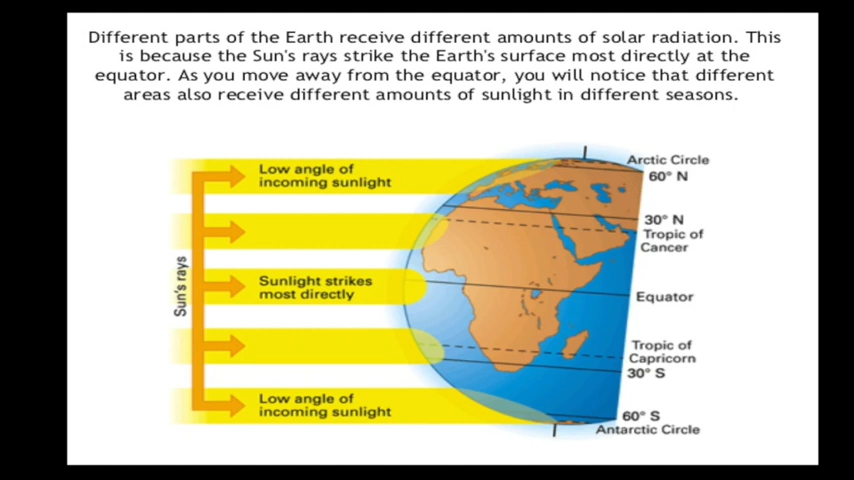 Different parts of the Earth receive different amounts of solar radiation. This
is because the Sun's rays strike the Earth's surface most directly at the
equator. As you move away from the equator, you will notice that different
areas also receive different amounts of sunlight in different seasons.
Arctic Circle
60° N
Low angle of
incoming sunlight
30° N
Tropic of
Cancer
Sun's rays
Sunlight strikes
most directly
Equator
Tropic of
Capricorn
30° S
Low angle of
incoming sunlight
60° S
Antarctic Circle